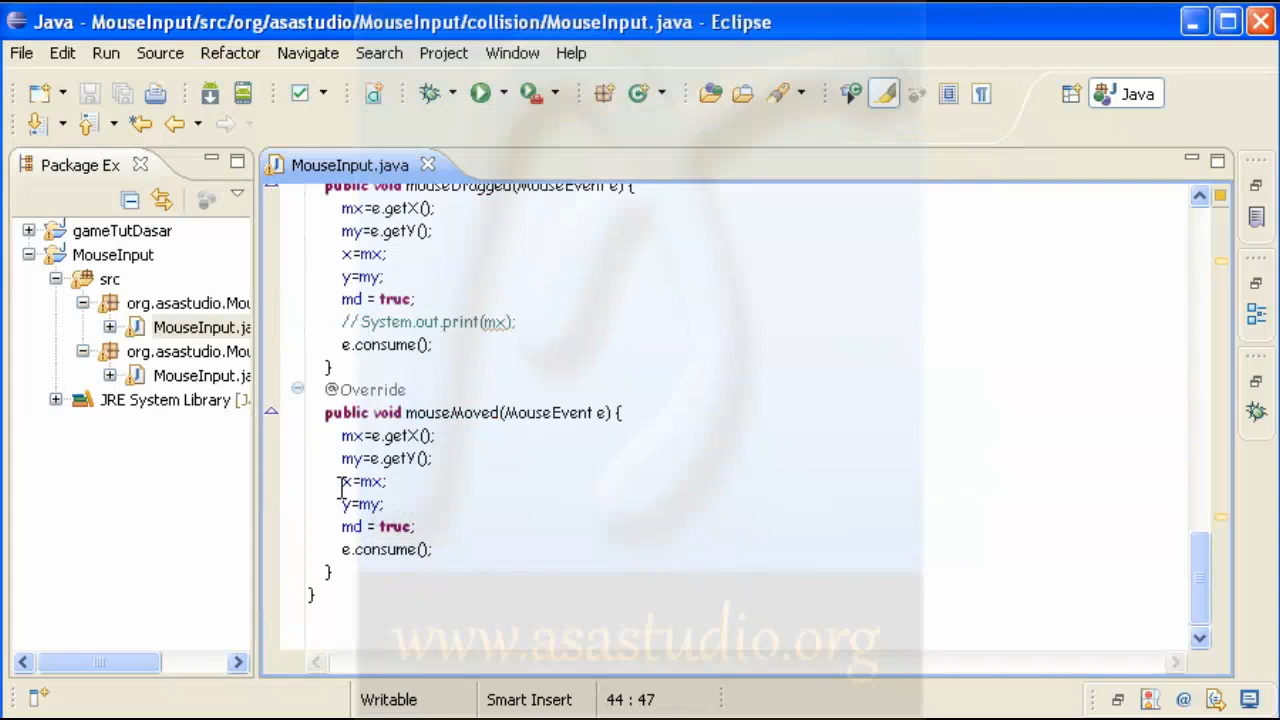 Java - MouseInput/src/org/asastudio/MouseInput/collision/MouseInput.java - Eclipse
File Edit Run Source Refactor Navigate Search Project Window Help
Java
Package Ex
MouseInput.java
gameTutDasar
MouseInput
src
org.asastudio.Mou
MouseInput.ja
org.asastudio.Mou
MouseInput.ja
JRE System Library [J
public void mouseDragged(MouseEvent e) {
mx=e.getX();
my=e.getY();
x=mx;
y=my;
md = true;
//System.out.print(mx);
e.consume();
}
@Override
public void mouseMoved(MouseEvent e) {
mx=e.getX();
my=e.getY();
x=mx;
y=my;
md = true;
e.consume();
}
}
www.asastudio.org
Writable Smart Insert 44 : 47